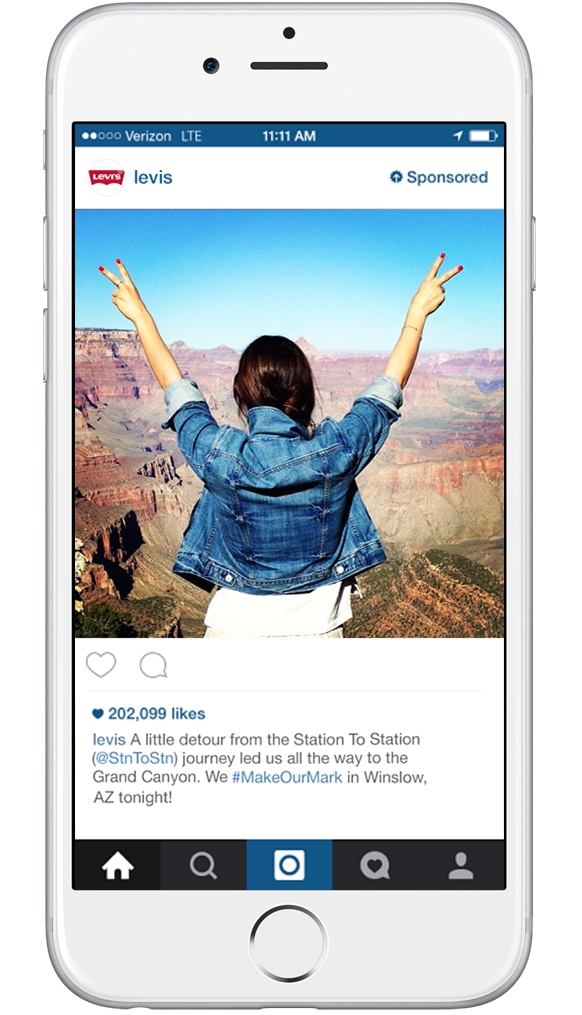 Verizon LTE 11:11 AM
LEVI'S levis Sponsored
202,099 likes
levis A little detour from the Station To Station
(@StnToStn) journey led us all the way to the
Grand Canyon. We #MakeOurMark in Winslow,
AZ tonight!